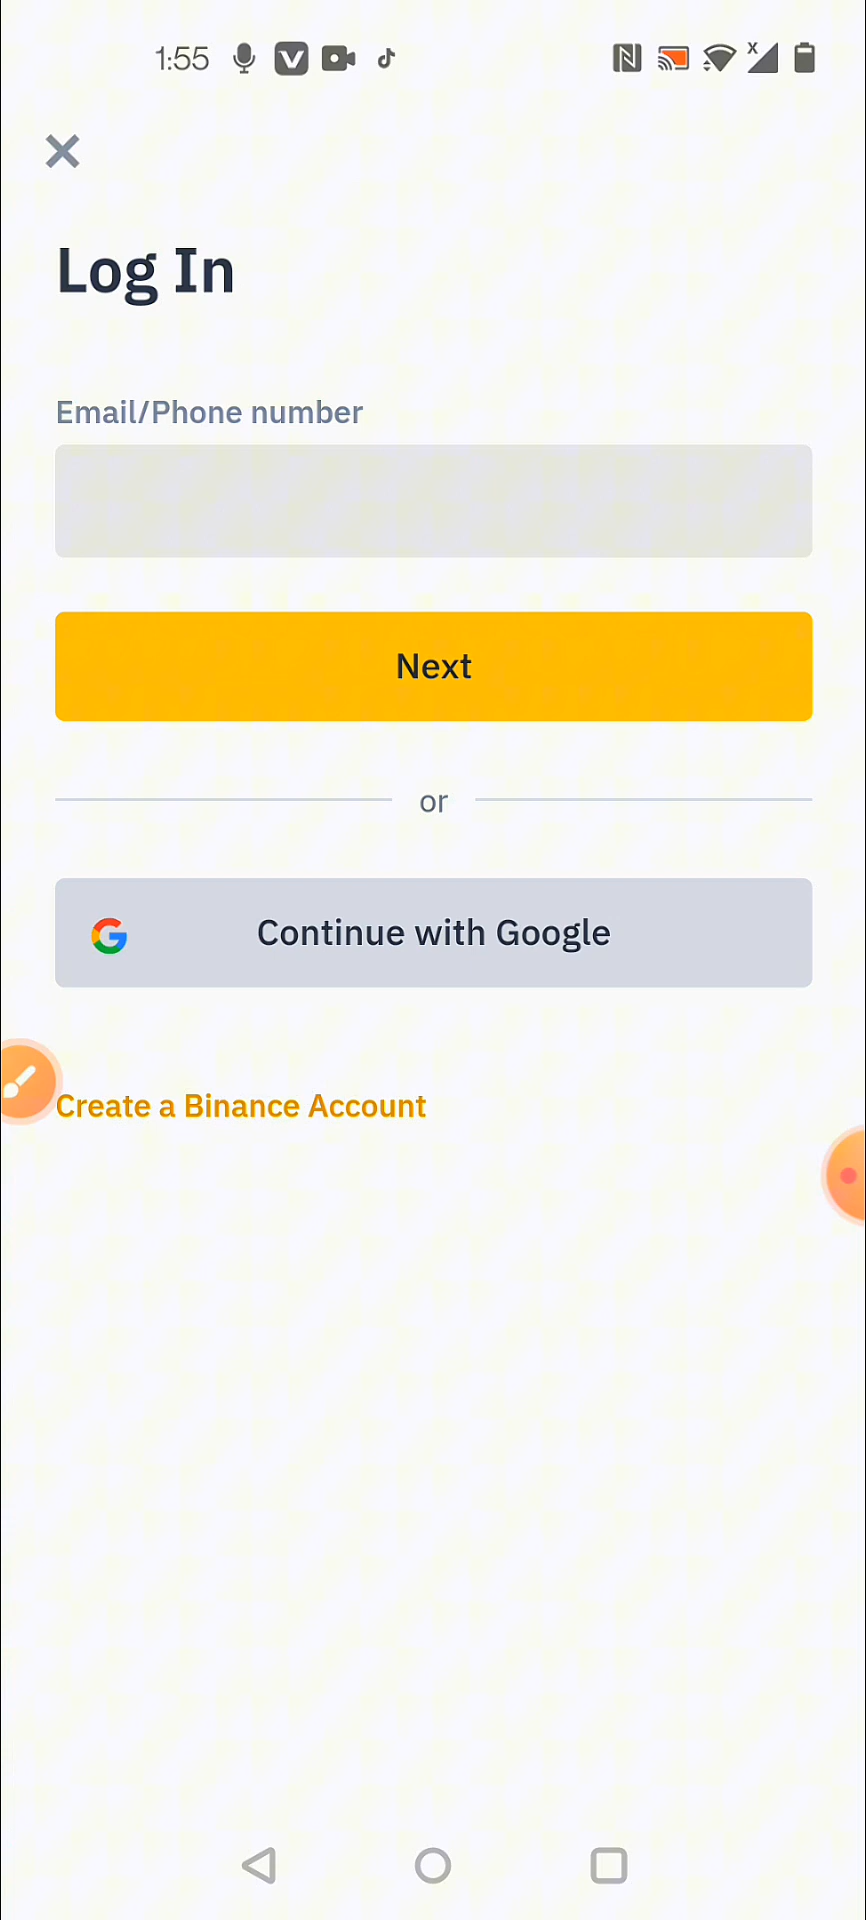 1:55
Log In
Email/Phone number
Next
or
Continue with Google
Create a Binance Account